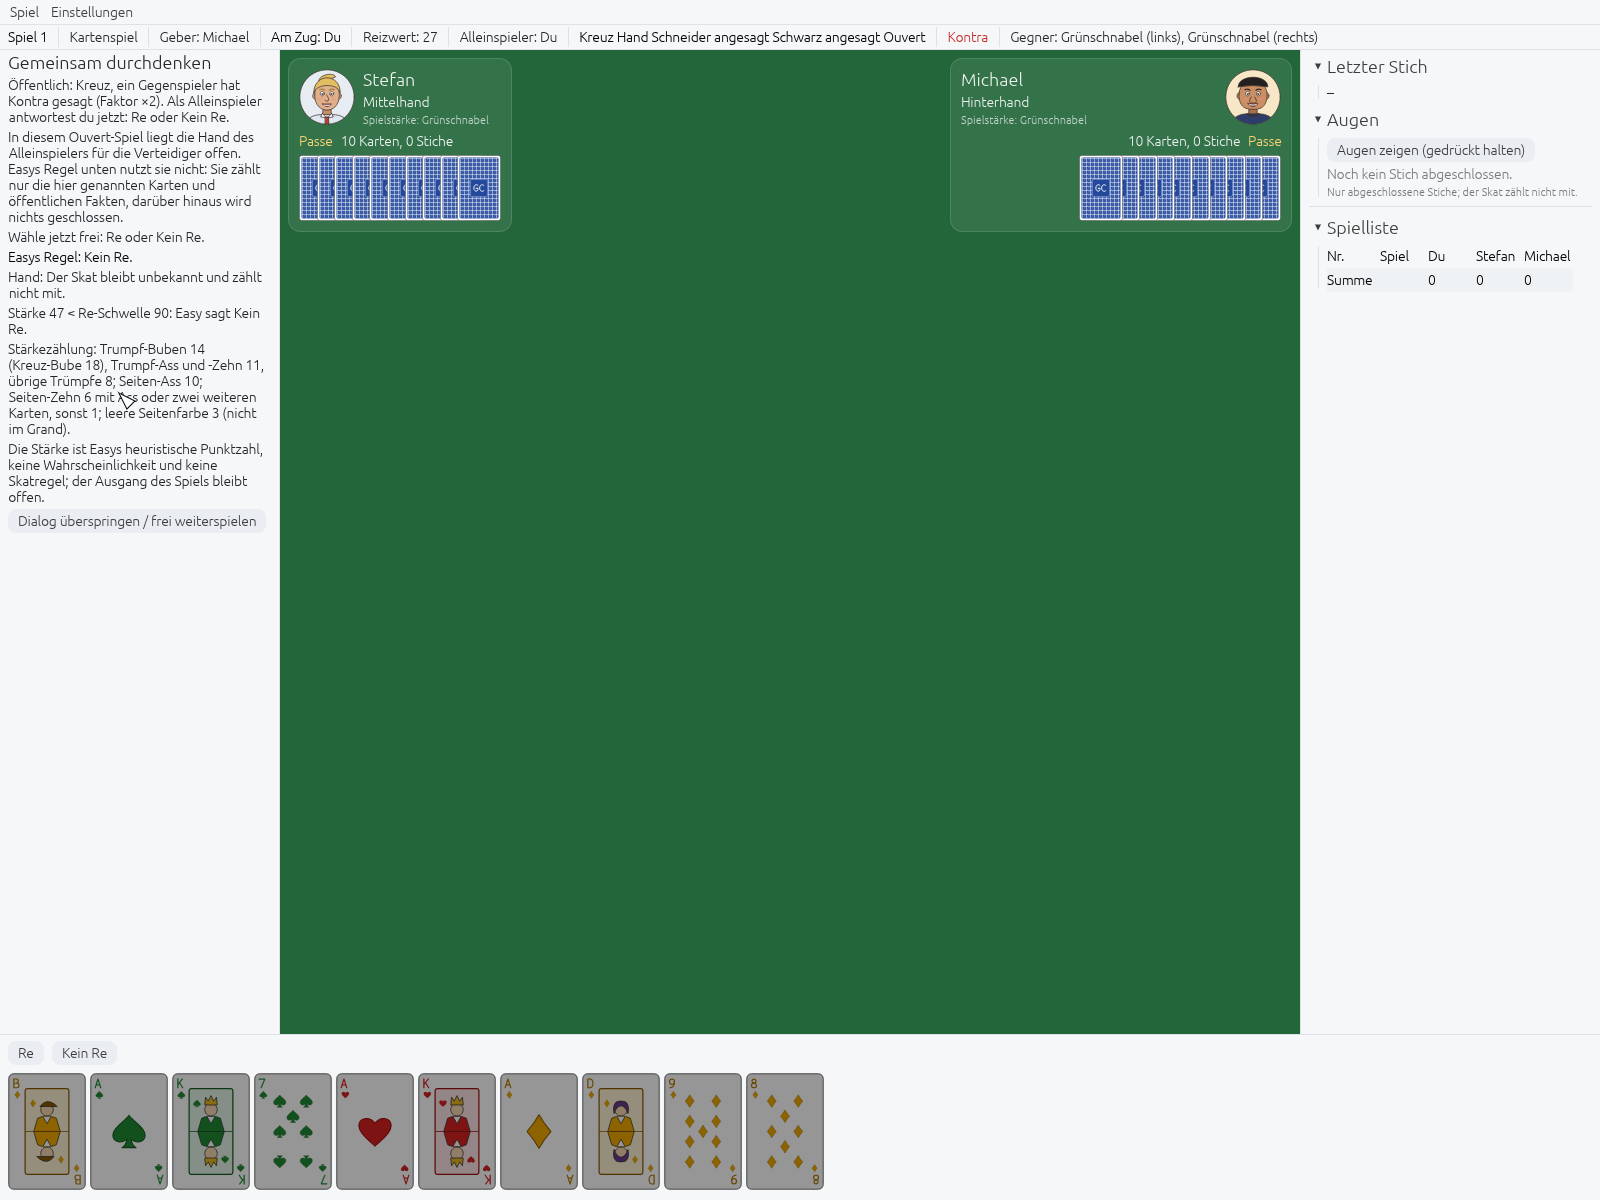 Spiel Einstellungen
Spiel 1 Kartenspiel Geber: Michael Am Zug: Du Reizwert: 27 Alleinspieler: Du Kreuz Hand Schneider angesagt Schwarz angesagt Ouvert Kontra Gegner: Grünschnabel (links), Grünschnabel (rechts)
Gemeinsam durchdenken
Öffentlich: Kreuz, ein Gegenspieler hat
Kontra gesagt (Faktor ×2). Als Alleinspieler
antwortest du jetzt: Re oder Kein Re.
In diesem Ouvert-Spiel liegt die Hand des
Alleinspielers für die Verteidiger offen.
Easys Regel unten nutzt sie nicht: Sie zählt
nur die hier genannten Karten und
öffentlichen Fakten, darüber hinaus wird
nichts geschlossen.
Wähle jetzt frei: Re oder Kein Re.
Easys Regel: Kein Re.
Hand: Der Skat bleibt unbekannt und zählt
nicht mit.
Stärke 47 < Re-Schwelle 90: Easy sagt Kein
Re.
Stärkezählung: Trumpf-Buben 14
(Kreuz-Bube 18), Trumpf-Ass und -Zehn 11,
übrige Trümpfe 8; Seiten-Ass 10;
Seiten-Zehn 6 mit Ass oder zwei weiteren
Karten, sonst 1; leere Seitenfarbe 3 (nicht
im Grand).
Die Stärke ist Easys heuristische Punktzahl,
keine Wahrscheinlichkeit und keine
Skatregel; der Ausgang des Spiels bleibt
offen.
Dialog überspringen / frei weiterspielen
Stefan
Mittelhand
Spielstärke: Grünschnabel
Passe 10 Karten, 0 Stiche
GC
Michael
Hinterhand
Spielstärke: Grünschnabel
10 Karten, 0 Stiche Passe
GC
Letzter Stich
–
Augen
Augen zeigen (gedrückt halten)
Noch kein Stich abgeschlossen.
Nur abgeschlossene Stiche; der Skat zählt nicht mit.
Spielliste
Nr. Spiel Du Stefan Michael
Summe 0 0 0
Re Kein Re
B A K 7 A K A D 9 8
B A K 7 A K A D 9 8